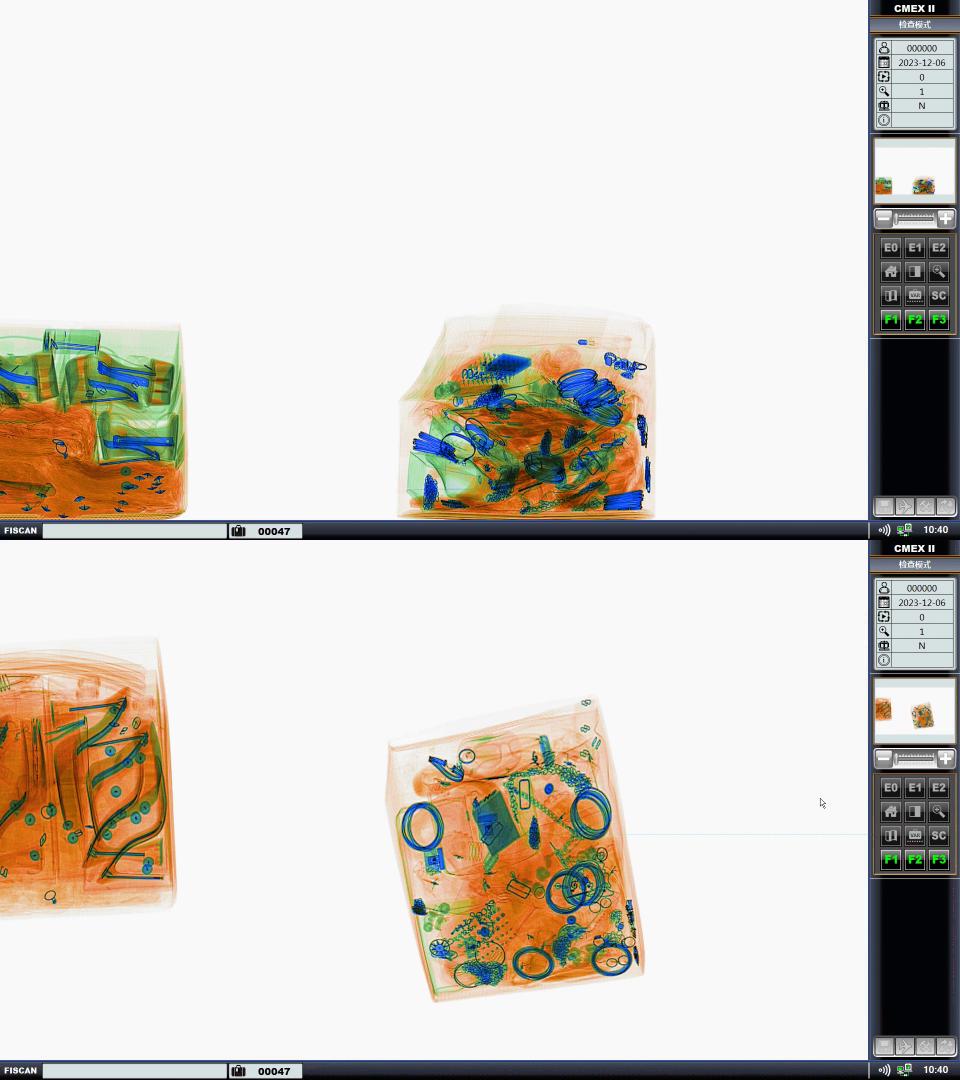 CMEX II
检查模式
000000
2023-12-06
0
1
N
E0 E1 E2
VAR SC
F1 F2 F3
FISCAN 00047 10:40
CMEX II
检查模式
000000
2023-12-06
0
1
N
E0 E1 E2
VAR SC
F1 F2 F3
FISCAN 00047 10:40